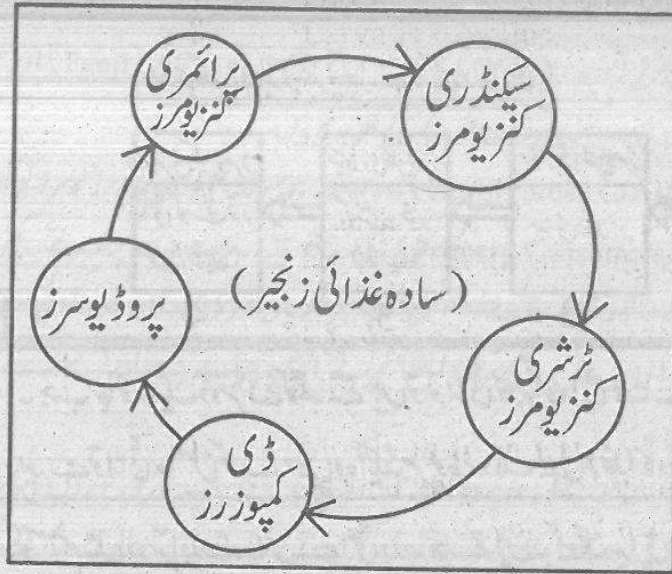 پرائمری
کنزیومرز
سیکنڈری
کنزیومرز
(سادہ غذائی زنجیر)
پروڈیوسرز
ٹرشری
کنزیومرز
ڈی
کمپوزرز